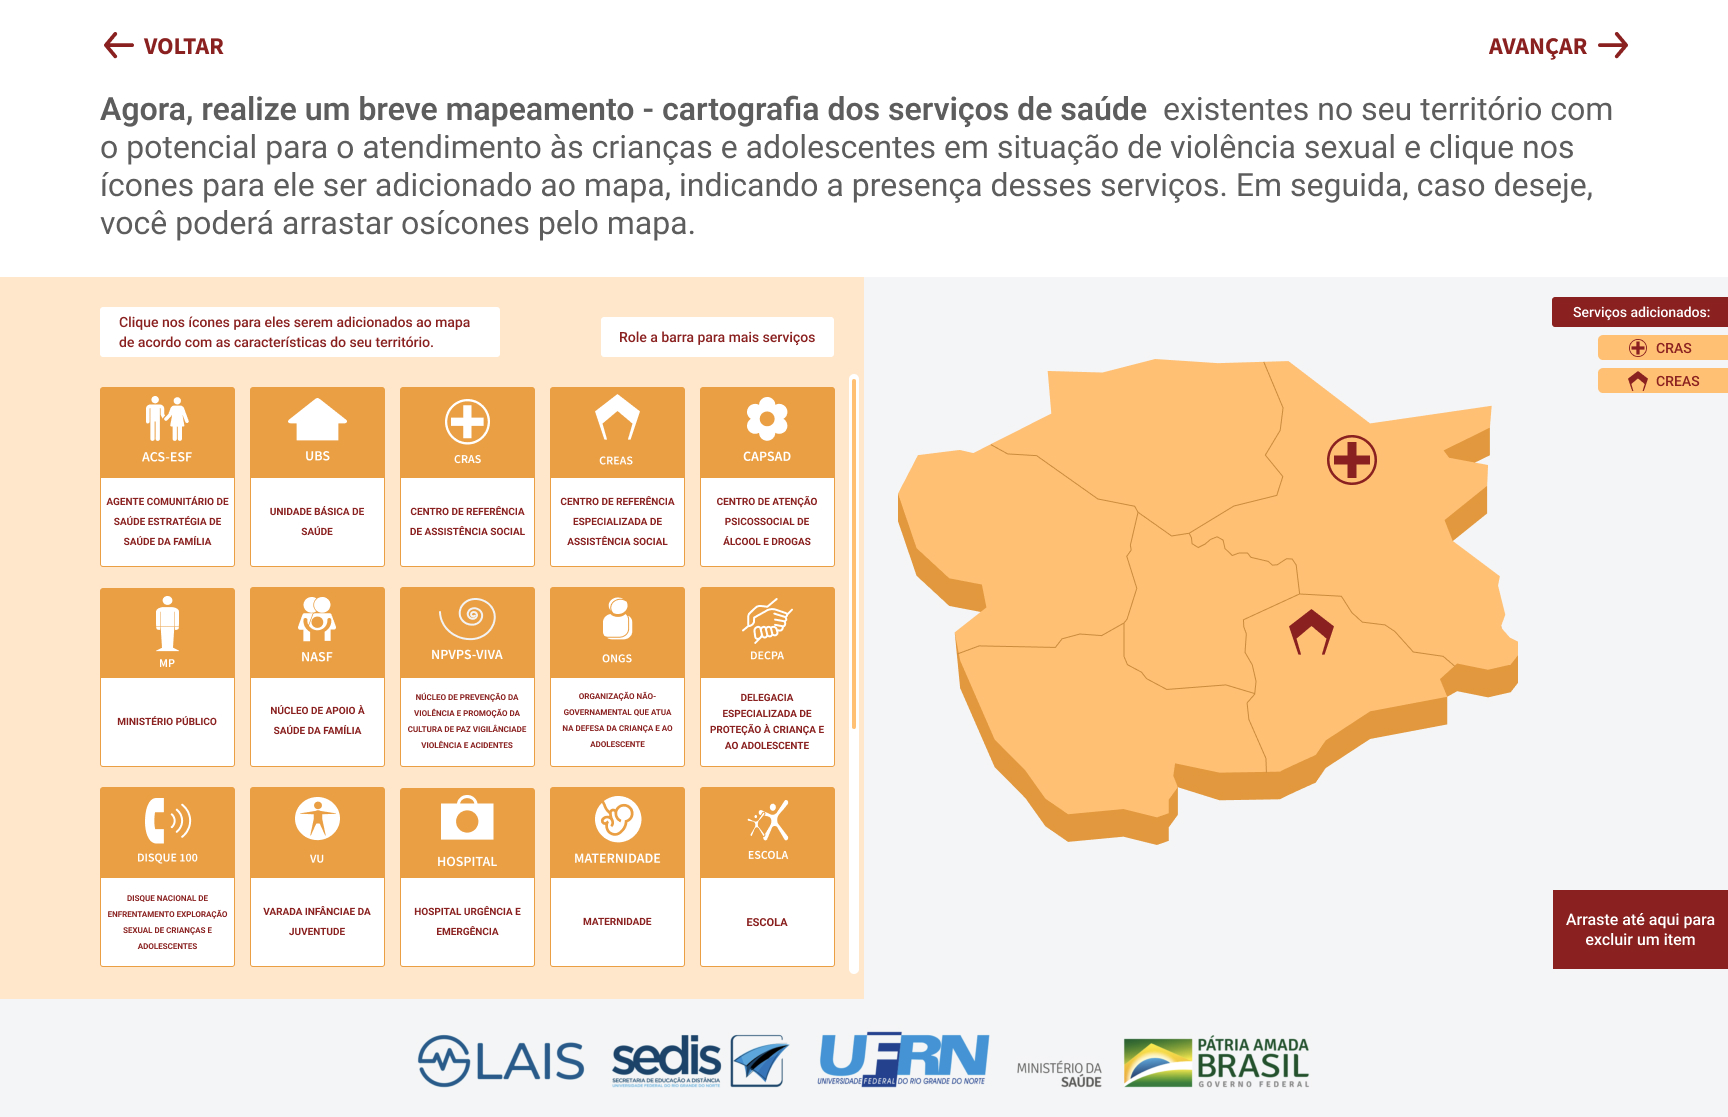 VOLTAR
AVANÇAR
Agora, realize um breve mapeamento - cartografia dos serviços de saúde existentes no seu território com
o potencial para o atendimento às crianças e adolescentes em situação de violência sexual e clique nos
ícones para ele ser adicionado ao mapa, indicando a presença desses serviços. Em seguida, caso deseje,
você poderá arrastar osícones pelo mapa.
Clique nos ícones para eles serem adicionados ao mapa
de acordo com as características do seu território.
Role a barra para mais serviços
Serviços adicionados:
CRAS
CREAS
ACS-ESF
AGENTE COMUNITÁRIO DE
SAÚDE ESTRATÉGIA DE
SAÚDE DA FAMÍLIA
UBS
UNIDADE BÁSICA DE
SAÚDE
CRAS
CENTRO DE REFERÊNCIA
DE ASSISTÊNCIA SOCIAL
CREAS
CENTRO DE REFERÊNCIA
ESPECIALIZADA DE
ASSISTÊNCIA SOCIAL
CAPSAD
CENTRO DE ATENÇÃO
PSICOSSOCIAL DE
ÁLCOOL E DROGAS
MP
MINISTÉRIO PÚBLICO
NASF
NÚCLEO DE APOIO À
SAÚDE DA FAMÍLIA
NPVPS-VIVA
NÚCLEO DE PREVENÇÃO DA
VIOLÊNCIA E PROMOÇÃO DA
CULTURA DE PAZ VIGILÂNCIADE
VIOLÊNCIA E ACIDENTES
ONGS
ORGANIZAÇÃO NÃO-
GOVERNAMENTAL QUE ATUA
NA DEFESA DA CRIANÇA E AO
ADOLESCENTE
DECPA
DELEGACIA
ESPECIALIZADA DE
PROTEÇÃO À CRIANÇA E
AO ADOLESCENTE
DISQUE 100
DISQUE NACIONAL DE
ENFRENTAMENTO EXPLORAÇÃO
SEXUAL DE CRIANÇAS E
ADOLESCENTES
VU
VARADA INFÂNCIAE DA
JUVENTUDE
HOSPITAL
HOSPITAL URGÊNCIA E
EMERGÊNCIA
MATERNIDADE
MATERNIDADE
ESCOLA
ESCOLA
Arraste até aqui para
excluir um item
LAIS
sedis
SECRETARIA DE EDUCAÇÃO A DISTÂNCIA
UNIVERSIDADE FEDERAL DO RIO GRANDE DO NORTE
UFRN
UNIVERSIDADE FEDERAL DO RIO GRANDE DO NORTE
MINISTÉRIO DA
SAÚDE
PÁTRIA AMADA
BRASIL
GOVERNO FEDERAL